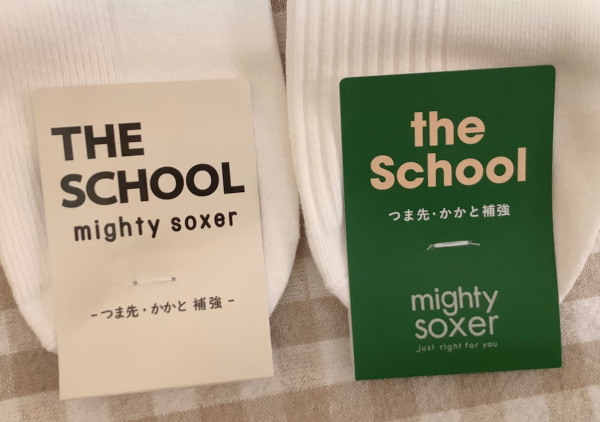 THE
SCHOOL
mighty soxer
- つま先・かかと 補強 -
the
School
つま先・かかと補強
mighty
soxer
just right for you